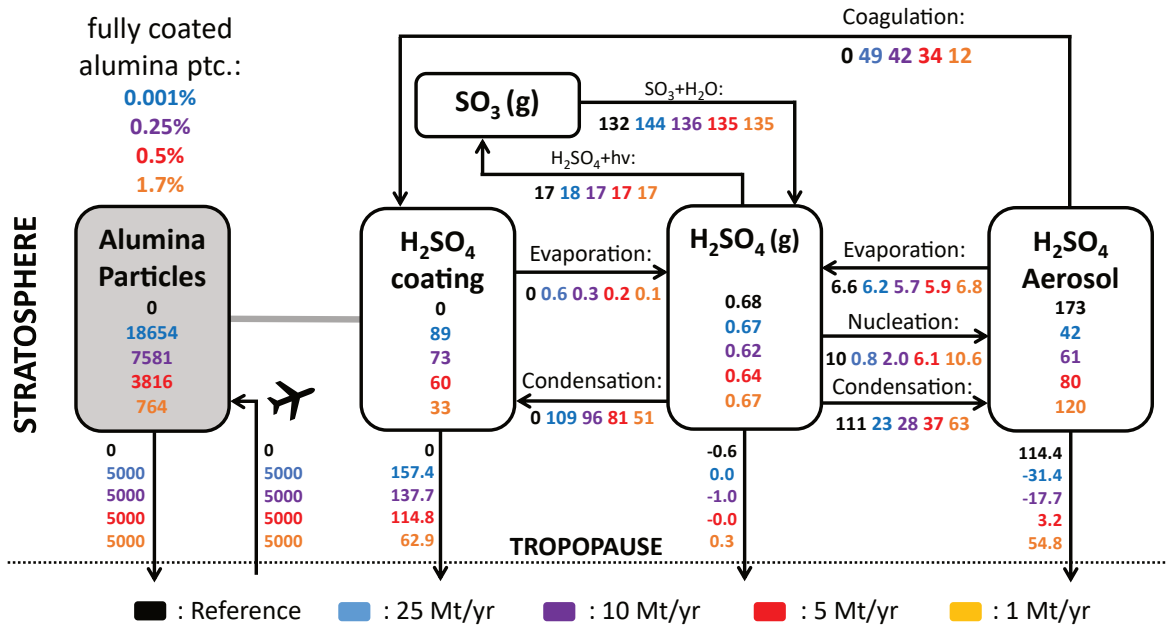 fully coated
alumina ptc.:
0.001%
0.25%
0.5%
1.7%
Coagulation:
0 49 42 34 12
SO3 (g)
SO3+H2O:
132 144 136 135 135
H2SO4+hv:
17 18 17 17 17
STRATOSPHERE
Alumina
Particles
0
18654
7581
3816
764
H2SO4
coating
0
89
73
60
33
Evaporation:
0 0.6 0.3 0.2 0.1
Condensation:
0 109 96 81 51
H2SO4 (g)
0.68
0.67
0.62
0.64
0.67
Evaporation:
6.6 6.2 5.7 5.9 6.8
Nucleation:
10 0.8 2.0 6.1 10.6
Condensation:
111 23 28 37 63
H2SO4
Aerosol
173
42
61
80
120
0
5000
5000
5000
5000
0
5000
5000
5000
5000
0
157.4
137.7
114.8
62.9
-0.6
0.0
-1.0
-0.0
0.3
114.4
-31.4
-17.7
3.2
54.8
TROPOPAUSE
: Reference : 25 Mt/yr : 10 Mt/yr : 5 Mt/yr : 1 Mt/yr